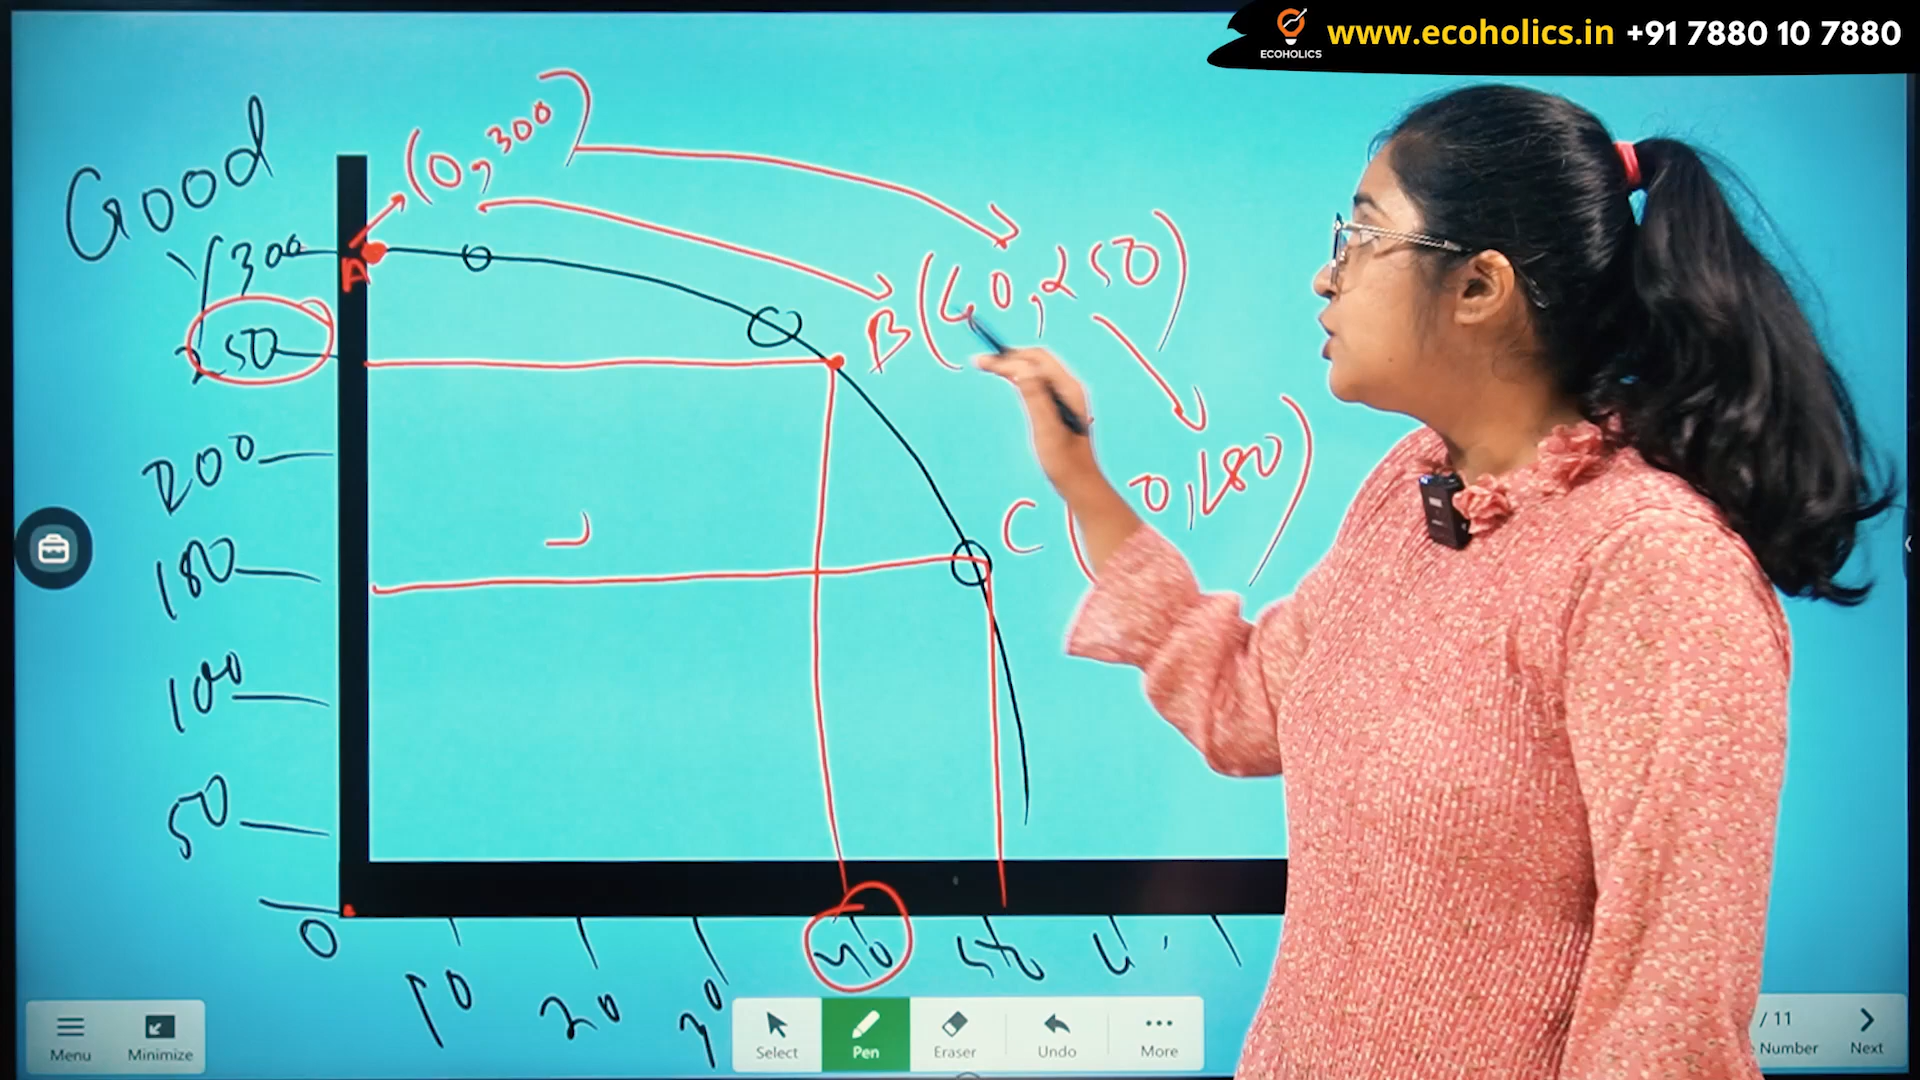 www.ecoholics.in +91 7880 10 7880
ECOHOLICS
Good
Y
(0, 300)
300
A
B (40, 250)
250
200
C ( 0, 180)
180
100
50
0
10
20
30
40
50
Menu
Minimize
Select
Pen
Eraser
Undo
More
/ 11
Number
Next